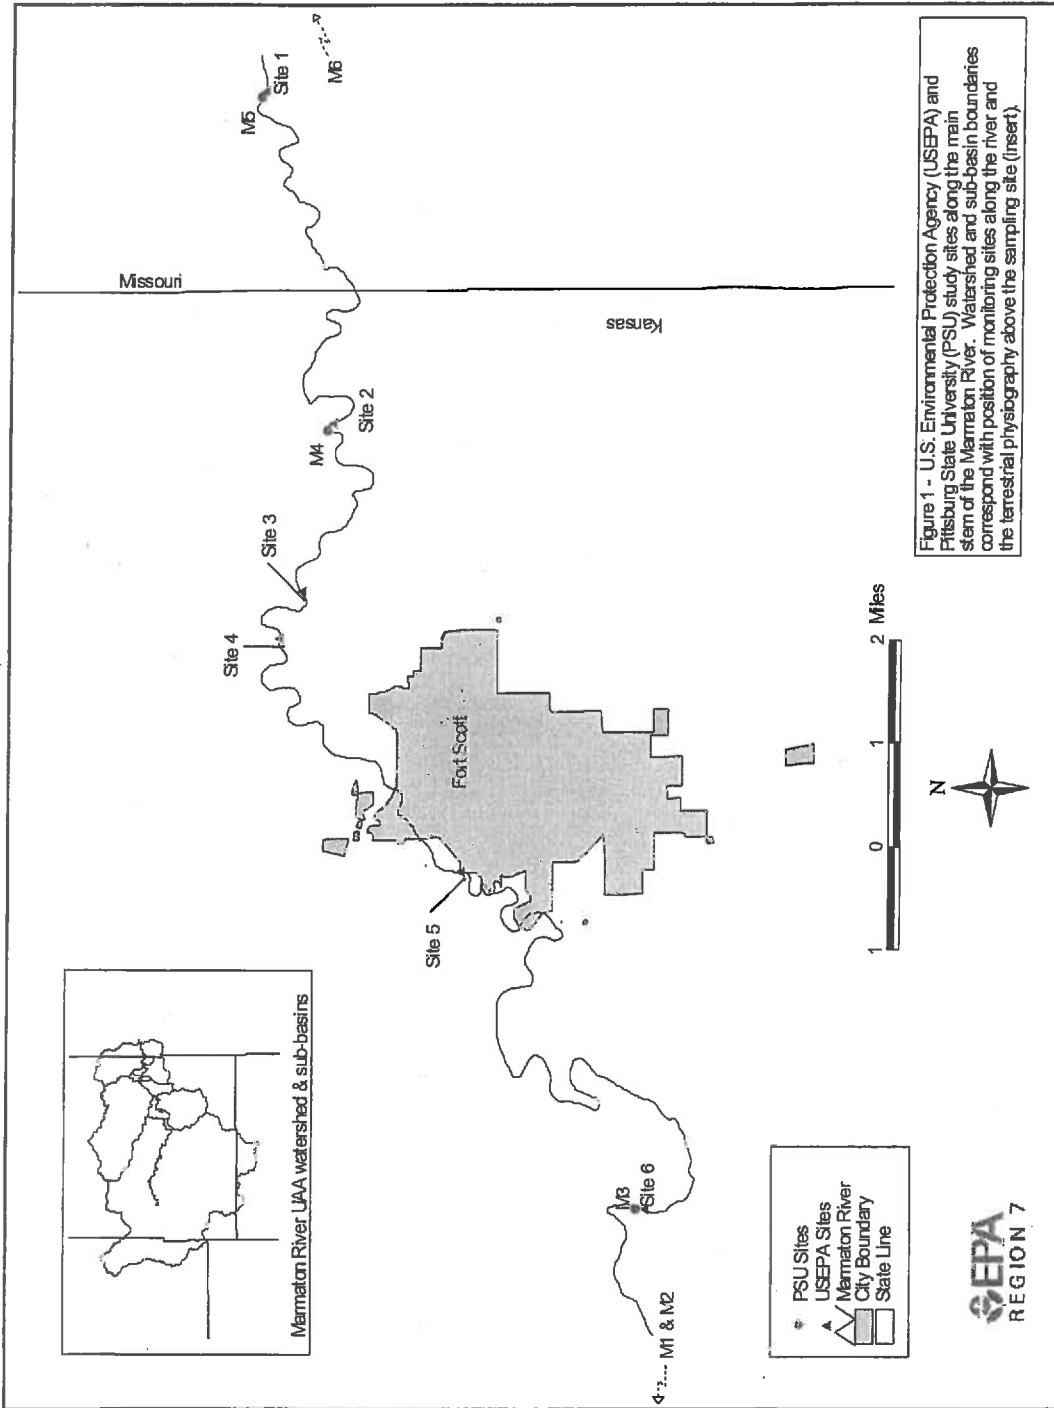 Marmaton River UAA watershed & sub-basins
M1 & M2
M3
Site 6
Site 5
Fort Scott
Site 4
Site 3
M4
Site 2
Missouri
Kansas
M5
Site 1
M6
PSU Sites
USEPA Sites
Marmaton River
City Boundary
State Line
EPA
REGION 7
N
1 0 1 2 Miles
Figure 1 - U.S. Environmental Protection Agency (USEPA) and
Pittsburg State University (PSU) study sites along the main
stem of the Marmaton River. Watershed and sub-basin boundaries
correspond with position of monitoring sites along the river and
the terrestrial physiography above the sampling site (insert).